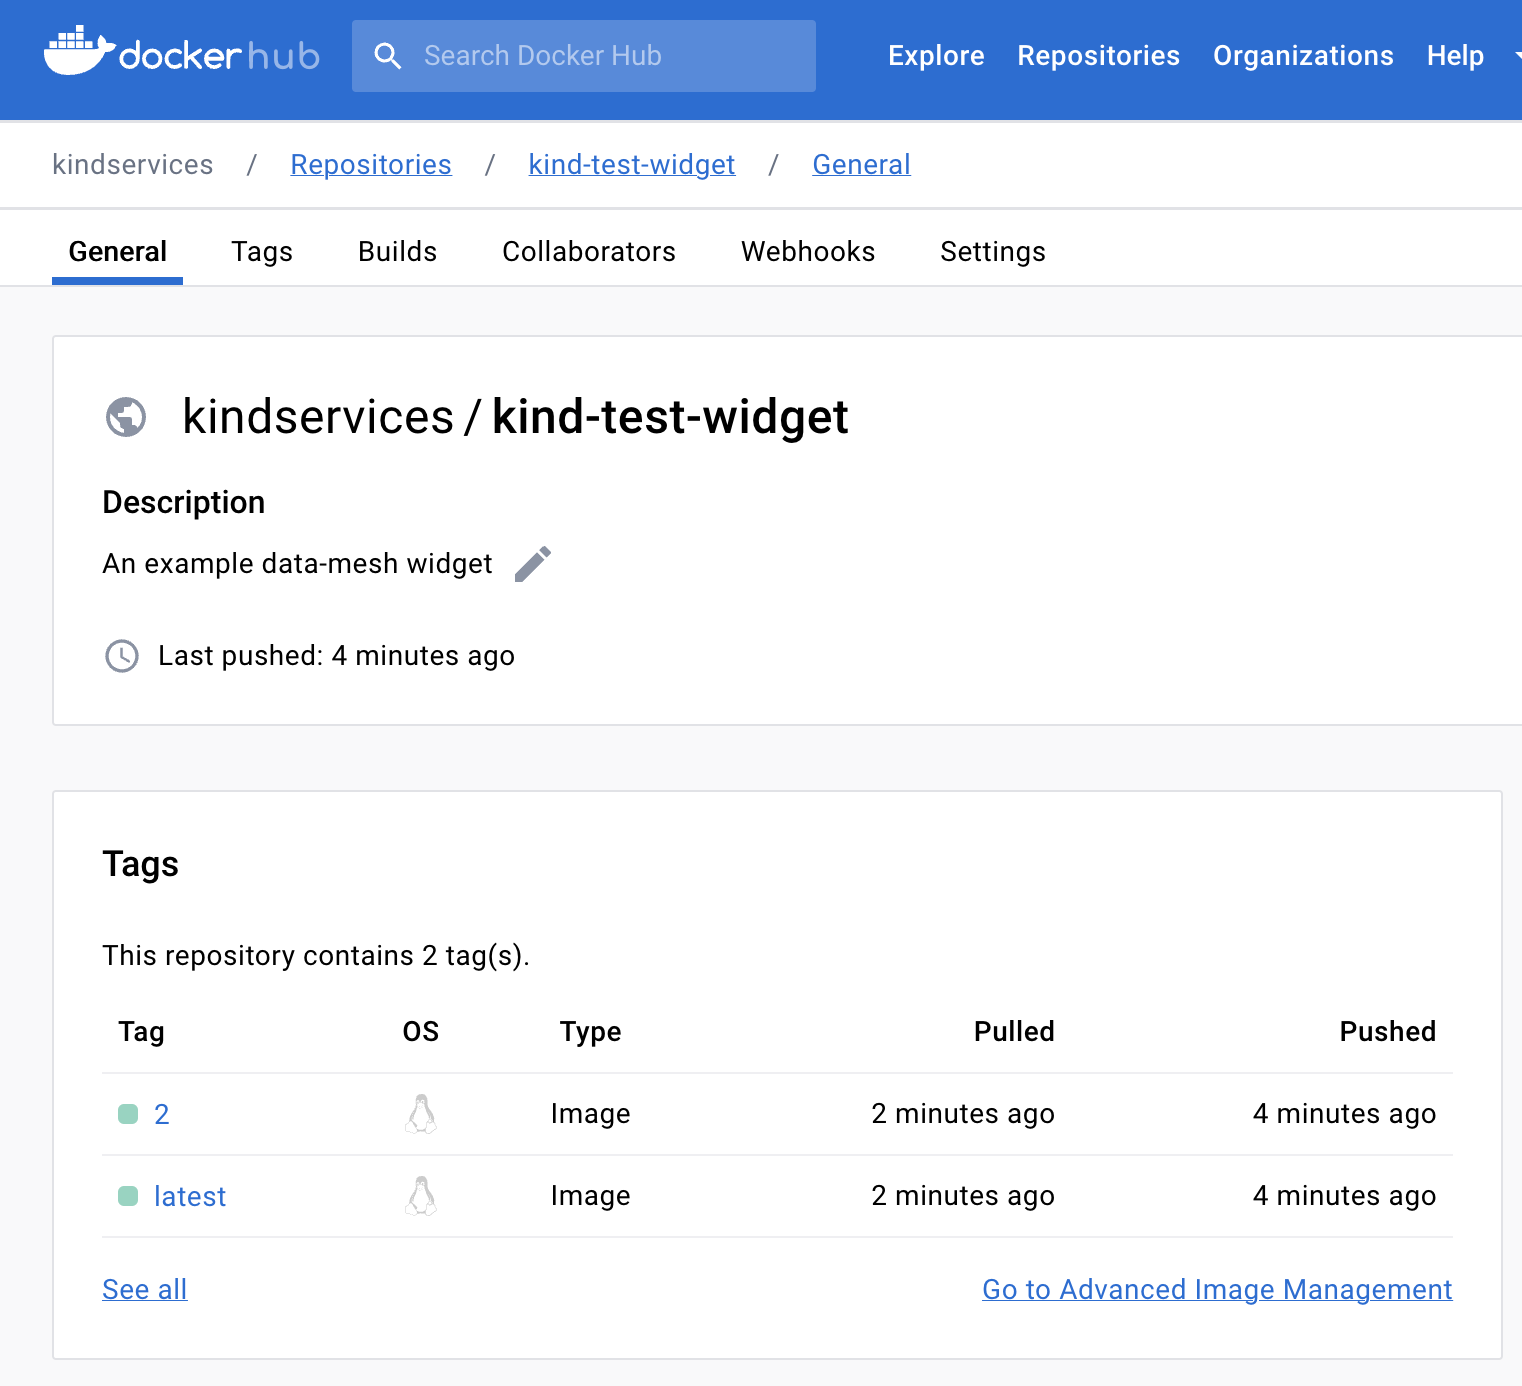 dockerhub Search Docker Hub Explore Repositories Organizations Help
kindservices / Repositories / kind-test-widget / General
General Tags Builds Collaborators Webhooks Settings
kindservices / kind-test-widget
Description
An example data-mesh widget
Last pushed: 4 minutes ago
Tags
This repository contains 2 tag(s).
Tag OS Type Pulled Pushed
2 Image 2 minutes ago 4 minutes ago
latest Image 2 minutes ago 4 minutes ago
See all Go to Advanced Image Management